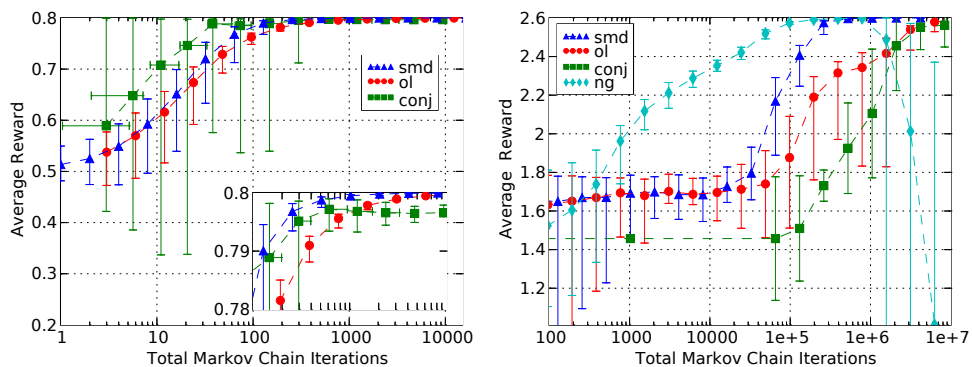 0.8
0.7
0.6
0.5
0.4
0.3
0.2
Average Reward
smd
ol
conj
0.8
0.79
0.78
1
10
100
1000
10000
Total Markov Chain Iterations
2.6
2.4
2.2
2
1.8
1.6
1.4
1.2
1
Average Reward
smd
ol
conj
ng
100
1000
10000
1e+5
1e+6
1e+7
Total Markov Chain Iterations